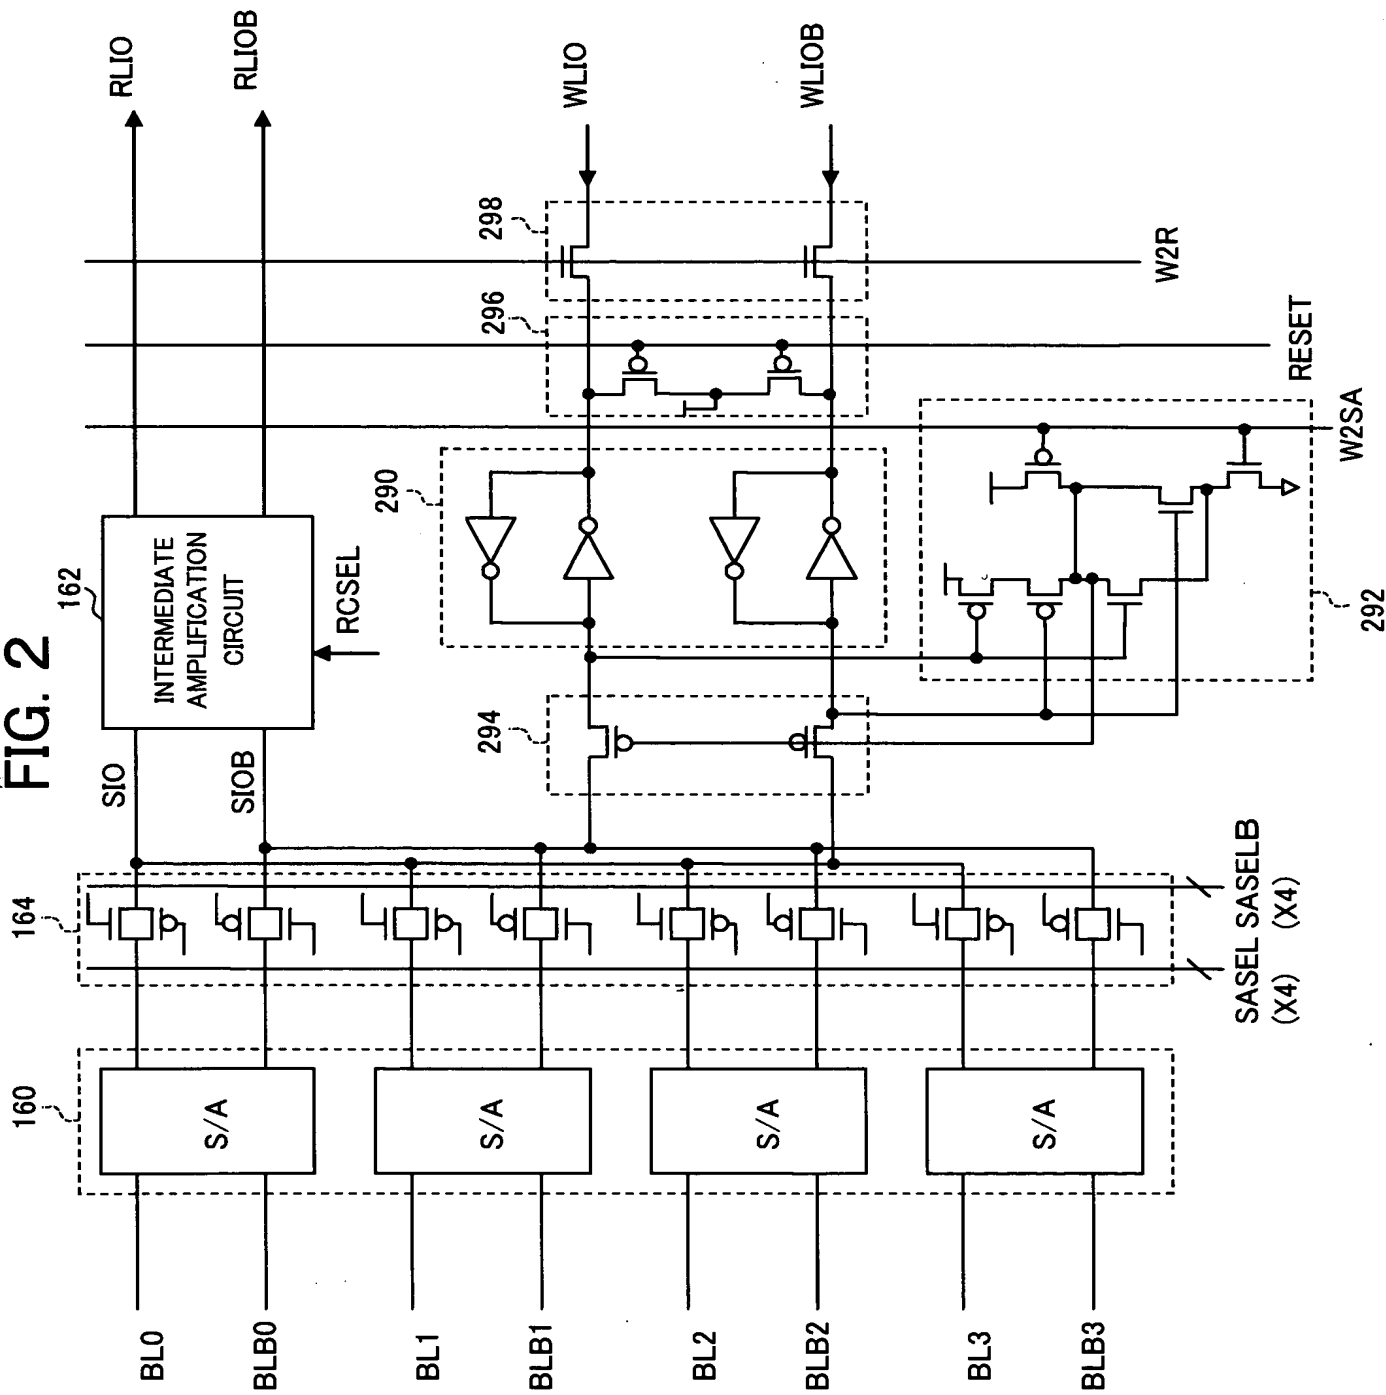 FIG. 2
RLIO
RLIOB
WLIO
WLIOB
298
W2R
296
RESET
W2SA
290
292
162
INTERMEDIATE
AMPLIFICATION
CIRCUIT
RCSEL
294
SIO
SIOB
164
SASELB
(X4)
SASEL
(X4)
160
S/A
S/A
S/A
S/A
BL0
BLB0
BL1
BLB1
BL2
BLB2
BL3
BLB3